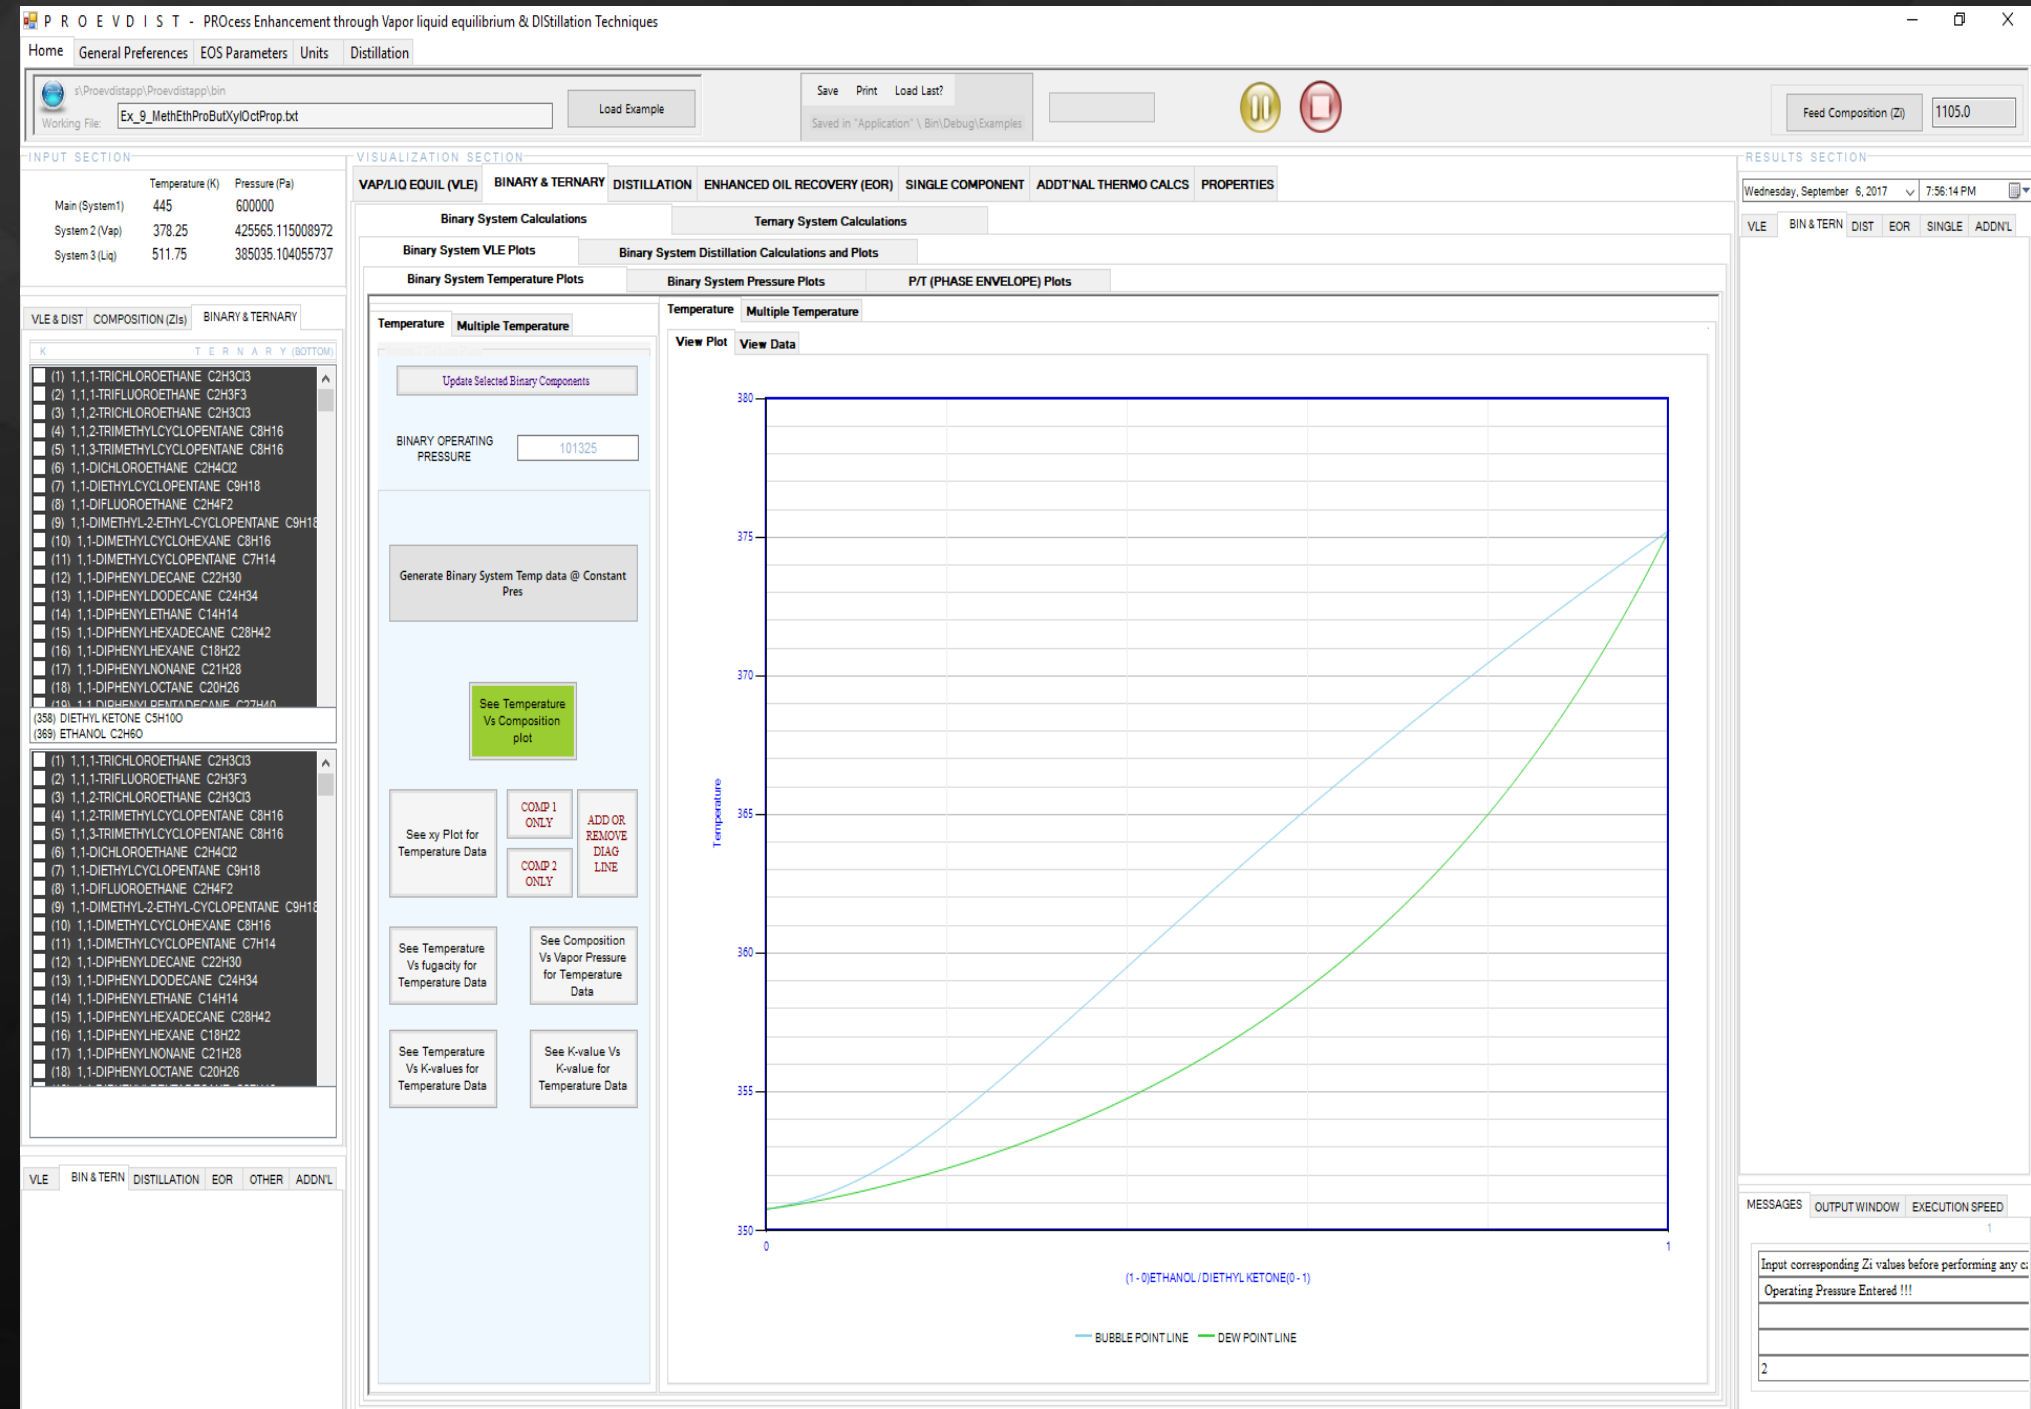 P R O E V D I S T - PROcess Enhancement through Vapor liquid equilibrium & DIStillation Techniques
Home General Preferences EOS Parameters Units Distillation
s\Proevdistapp\Proevdistapp\bin
Working File: Ex_9_MethEthProButXylOctProp.txt
Load Example
Save Print Load Last?
Saved in "Application" \ Bin\Debug\Examples
Feed Composition (Zi) 1105.0
INPUT SECTION
Temperature (K) Pressure (Pa)
Main (System1) 445 600000
System 2 (Vap) 378.25 425565.115008972
System 3 (Liq) 511.75 385035.104055737
VLE & DIST COMPOSITION (ZIs) BINARY & TERNARY
K T E R N A R Y (BOTTOM)
(1) 1,1,1-TRICHLOROETHANE C2H3Cl3
(2) 1,1,1-TRIFLUOROETHANE C2H3F3
(3) 1,1,2-TRICHLOROETHANE C2H3Cl3
(4) 1,1,2-TRIMETHYLCYCLOPENTANE C8H16
(5) 1,1,3-TRIMETHYLCYCLOPENTANE C8H16
(6) 1,1-DICHLOROETHANE C2H4Cl2
(7) 1,1-DIETHYLCYCLOPENTANE C9H18
(8) 1,1-DIFLUOROETHANE C2H4F2
(9) 1,1-DIMETHYL-2-ETHYL-CYCLOPENTANE C9H18
(10) 1,1-DIMETHYLCYCLOHEXANE C8H16
(11) 1,1-DIMETHYLCYCLOPENTANE C7H14
(12) 1,1-DIPHENYLDECANE C22H30
(13) 1,1-DIPHENYLDODECANE C24H34
(14) 1,1-DIPHENYLETHANE C14H14
(15) 1,1-DIPHENYLHEXADECANE C28H42
(16) 1,1-DIPHENYLHEXANE C18H22
(17) 1,1-DIPHENYLNONANE C21H28
(18) 1,1-DIPHENYLOCTANE C20H26
(19) 1,1-DIPHENYLPENTADECANE C27H40
(358) DIETHYL KETONE C5H10O
(369) ETHANOL C2H6O
(1) 1,1,1-TRICHLOROETHANE C2H3Cl3
(2) 1,1,1-TRIFLUOROETHANE C2H3F3
(3) 1,1,2-TRICHLOROETHANE C2H3Cl3
(4) 1,1,2-TRIMETHYLCYCLOPENTANE C8H16
(5) 1,1,3-TRIMETHYLCYCLOPENTANE C8H16
(6) 1,1-DICHLOROETHANE C2H4Cl2
(7) 1,1-DIETHYLCYCLOPENTANE C9H18
(8) 1,1-DIFLUOROETHANE C2H4F2
(9) 1,1-DIMETHYL-2-ETHYL-CYCLOPENTANE C9H18
(10) 1,1-DIMETHYLCYCLOHEXANE C8H16
(11) 1,1-DIMETHYLCYCLOPENTANE C7H14
(12) 1,1-DIPHENYLDECANE C22H30
(13) 1,1-DIPHENYLDODECANE C24H34
(14) 1,1-DIPHENYLETHANE C14H14
(15) 1,1-DIPHENYLHEXADECANE C28H42
(16) 1,1-DIPHENYLHEXANE C18H22
(17) 1,1-DIPHENYLNONANE C21H28
(18) 1,1-DIPHENYLOCTANE C20H26
VLE BIN & TERN DISTILLATION EOR OTHER ADDN'L
VISUALIZATION SECTION
VAP/LIQ EQUIL (VLE) BINARY & TERNARY DISTILLATION ENHANCED OIL RECOVERY (EOR) SINGLE COMPONENT ADDT'NAL THERMO CALCS PROPERTIES
Binary System Calculations Ternary System Calculations
Binary System VLE Plots Binary System Distillation Calculations and Plots
Binary System Temperature Plots Binary System Pressure Plots P/T (PHASE ENVELOPE) Plots
Temperature Multiple Temperature
Update Selected Binary Components
BINARY OPERATING
PRESSURE
101325
Generate Binary System Temp data @ Constant
Pres
See Temperature
Vs Composition
plot
See xy Plot for
Temperature Data
COMP 1
ONLY
COMP 2
ONLY
ADD OR
REMOVE
DIAG
LINE
See Temperature
Vs fugacity for
Temperature Data
See Composition
Vs Vapor Pressure
for Temperature
Data
See Temperature
Vs K-values for
Temperature Data
See K-value Vs
K-value for
Temperature Data
Temperature Multiple Temperature
View Plot View Data
380
375
370
365
360
355
350
Temperature
0 1
(1 - 0)ETHANOL / DIETHYL KETONE(0 - 1)
BUBBLE POINT LINE DEW POINT LINE
RESULTS SECTION
Wednesday, September 6, 2017 7:56:14 PM
VLE BIN & TERN DIST EOR SINGLE ADDN'L
MESSAGES OUTPUT WINDOW EXECUTION SPEED
1
Input corresponding Zi values before performing any
Operating Pressure Entered !!!
2